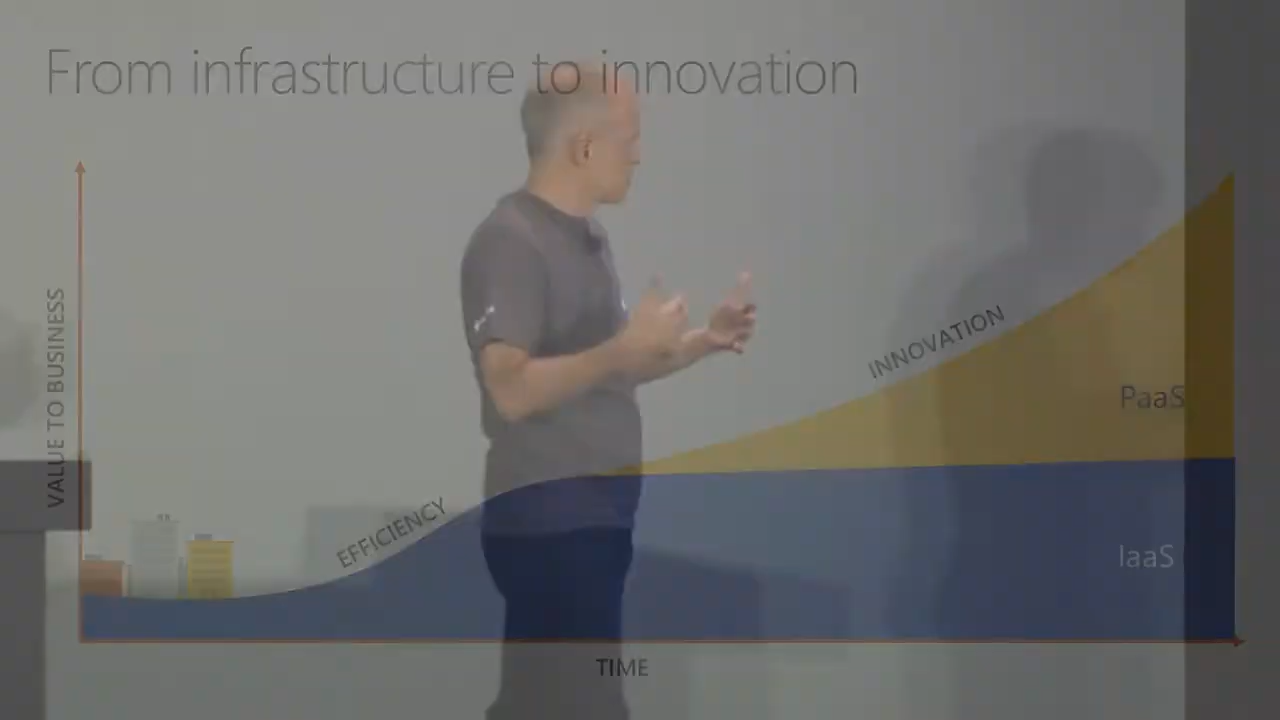 From infrastructure to innovation
VALUE TO BUSINESS
EFFICIENCY
INNOVATION
PaaS
IaaS
TIME